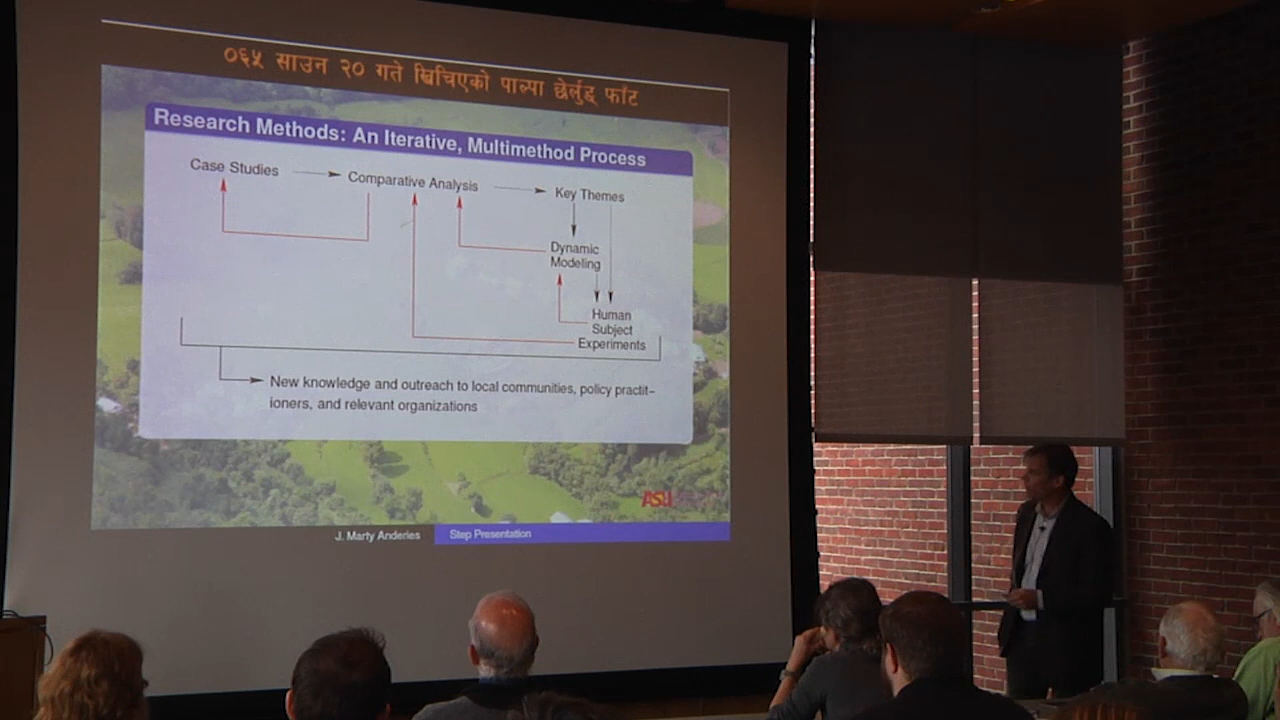 ०६५ साउन २० गते खिचिएको पाल्पा छेर्लुङ्ग फाँट
Research Methods: An Iterative, Multimethod Process
Case Studies
Comparative Analysis
Key Themes
Dynamic
Modeling
Human
Subject
Experiments
New knowledge and outreach to local communities, policy practit–
ioners, and relevant organizations
ASU
J. Marty Anderies
Step Presentation